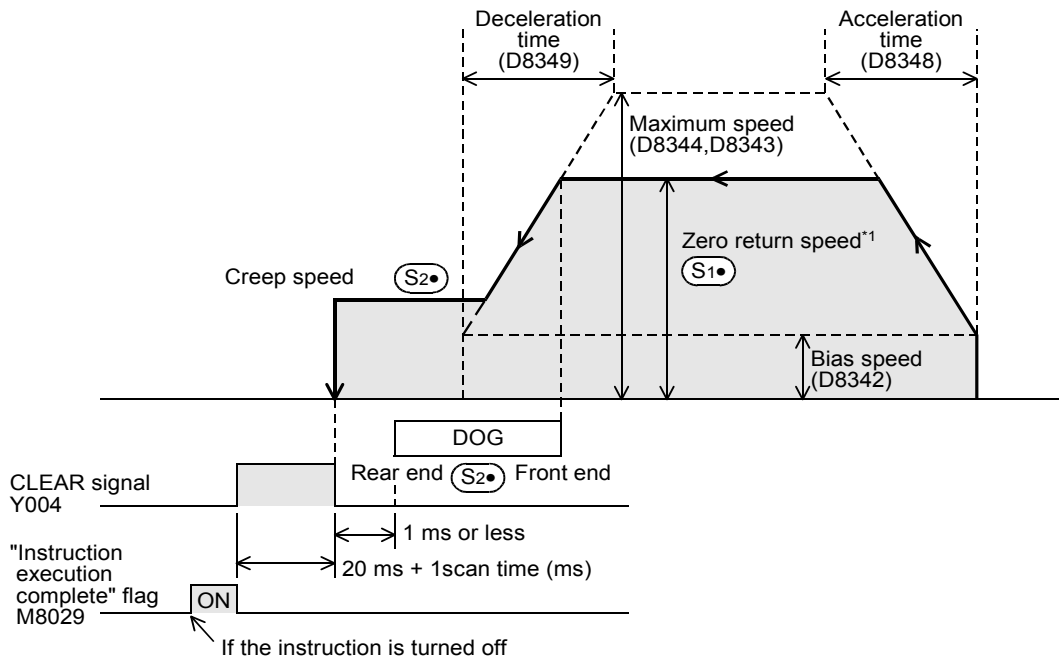 Deceleration
time
(D8349)
Acceleration
time
(D8348)
Maximum speed
(D8344,D8343)
Zero return speed*1
S1•
Creep speed S2•
Bias speed
(D8342)
DOG
Rear end S2• Front end
CLEAR signal
Y004
1 ms or less
20 ms + 1scan time (ms)
"Instruction
execution
complete" flag
M8029
ON
If the instruction is turned off